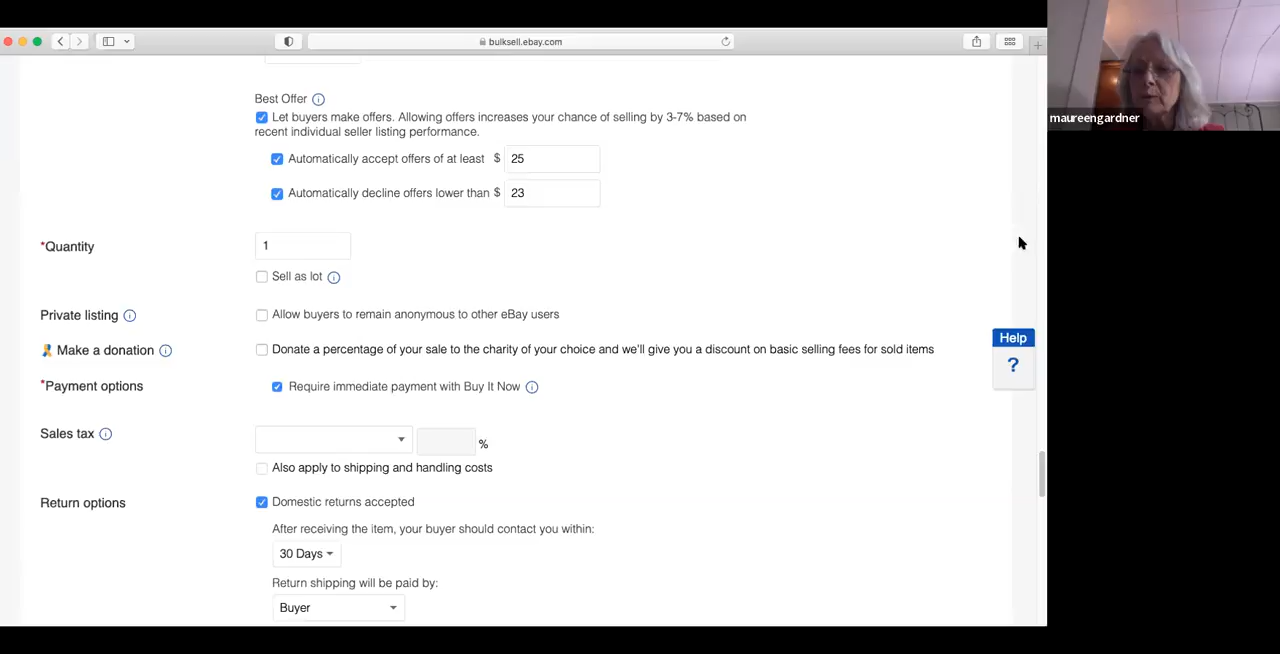 bulksell.ebay.com
maureengardner
Best Offer
Let buyers make offers. Allowing offers increases your chance of selling by 3-7% based on
recent individual seller listing performance.
Automatically accept offers of at least $ 25
Automatically decline offers lower than $ 23
*Quantity 1
Sell as lot
Private listing Allow buyers to remain anonymous to other eBay users
Make a donation Donate a percentage of your sale to the charity of your choice and we'll give you a discount on basic selling fees for sold items
Help
?
*Payment options Require immediate payment with Buy It Now
Sales tax %
Also apply to shipping and handling costs
Return options Domestic returns accepted
After receiving the item, your buyer should contact you within:
30 Days
Return shipping will be paid by:
Buyer